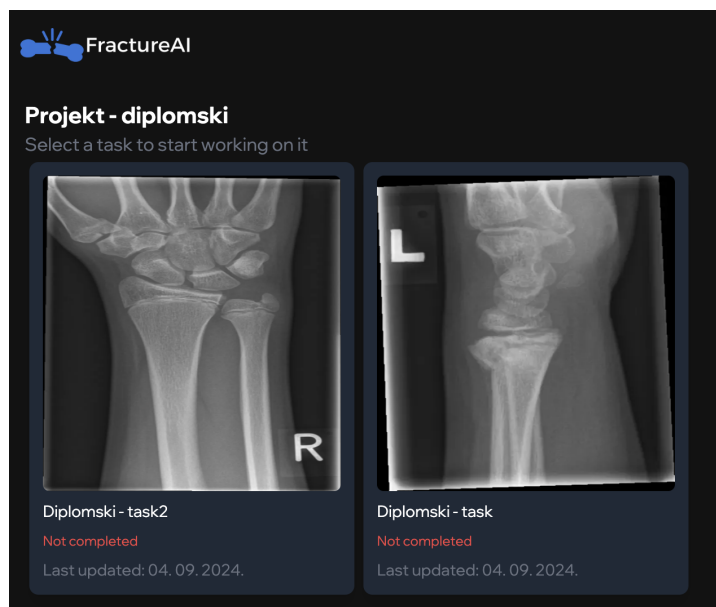 FractureAI
Projekt - diplomski
Select a task to start working on it
L
R
Diplomski - task2
Not completed
Last updated: 04. 09. 2024.
Diplomski - task
Not completed
Last updated: 04. 09. 2024.